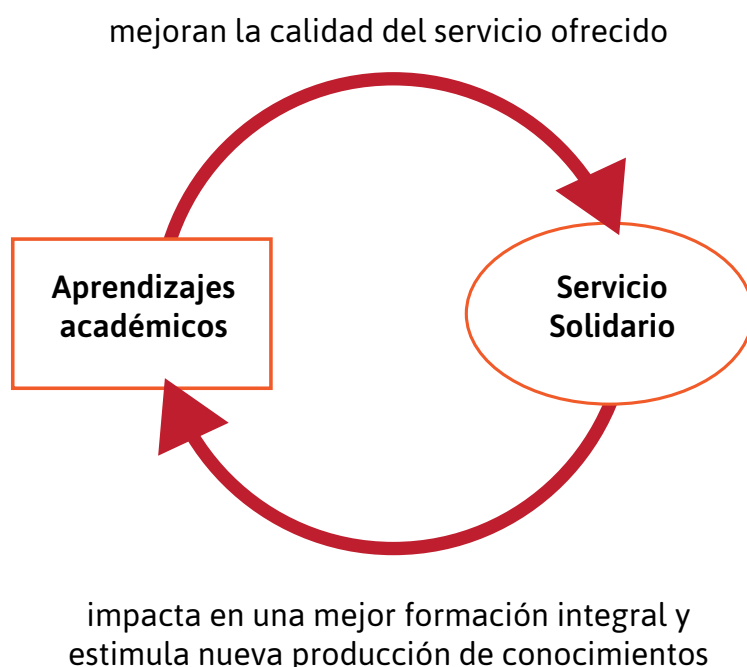 mejoran la calidad del servicio ofrecido
Aprendizajes
académicos
Servicio
Solidario
impacta en una mejor formación integral y
estimula nueva producción de conocimientos